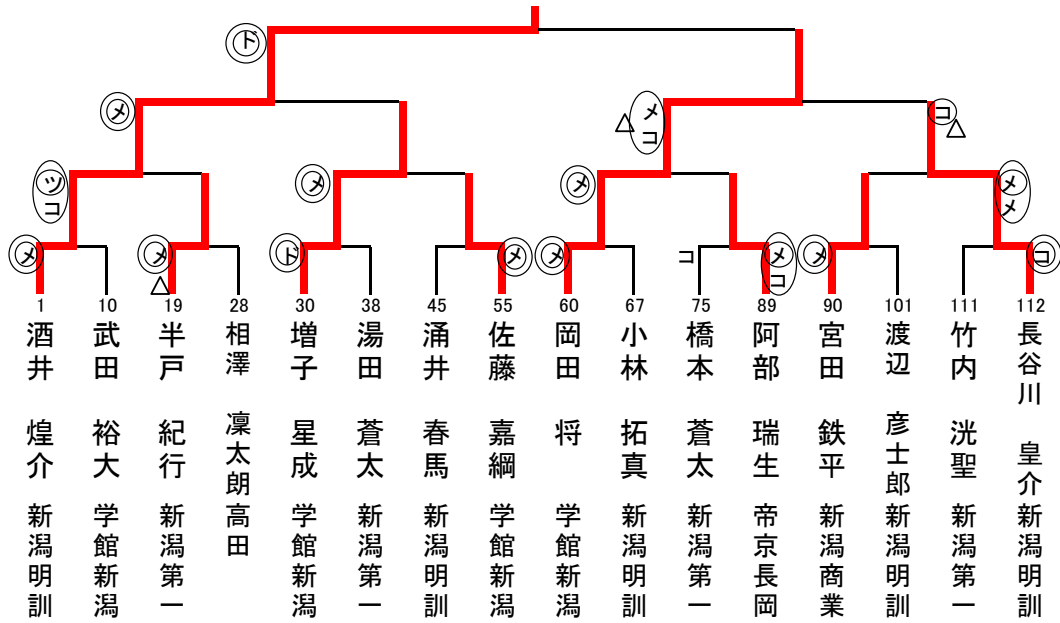 ド
メ
メ
コ
△
コ
△
ツ
コ
メ
メ
メ
メ
メ
メ
△
ド
メ
メ
コ
メ
コ
メ
コ
1
10
19
28
30
38
45
55
60
67
75
89
90
101
111
112
酒井 煌介 新潟明訓
武田 裕大 学館新潟
半戸 紀行 新潟第一
相澤 凜太朗 高田
増子 星成 学館新潟
湯田 蒼太 新潟第一
涌井 春馬 新潟明訓
佐藤 嘉綱 学館新潟
岡田 将 学館新潟
小林 拓真 新潟明訓
橋本 蒼太 新潟第一
阿部 瑞生 帝京長岡
宮田 鉄平 新潟商業
渡辺 彦士郎 新潟明訓
竹内 洸聖 新潟第一
長谷川 皇介 新潟明訓